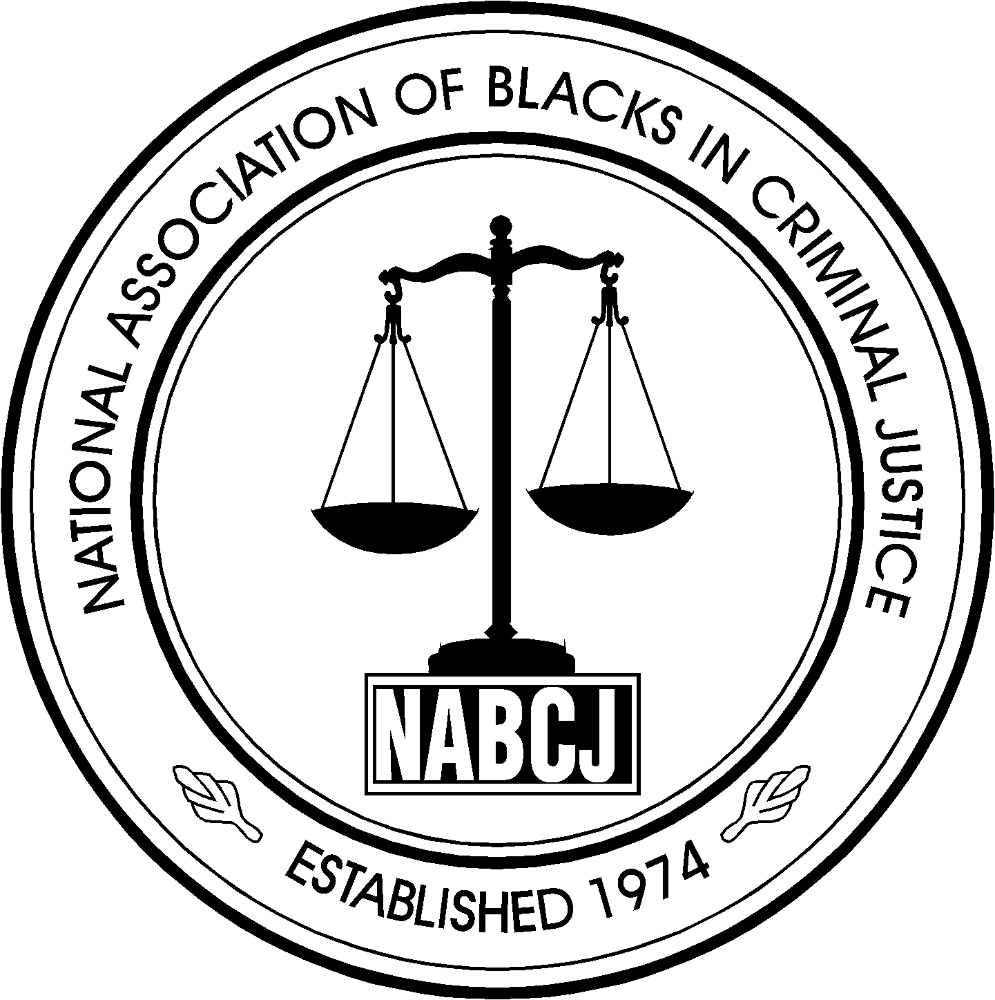 NATIONAL ASSOCIATION OF BLACKS IN CRIMINAL JUSTICE
NABCJ
ESTABLISHED 1974